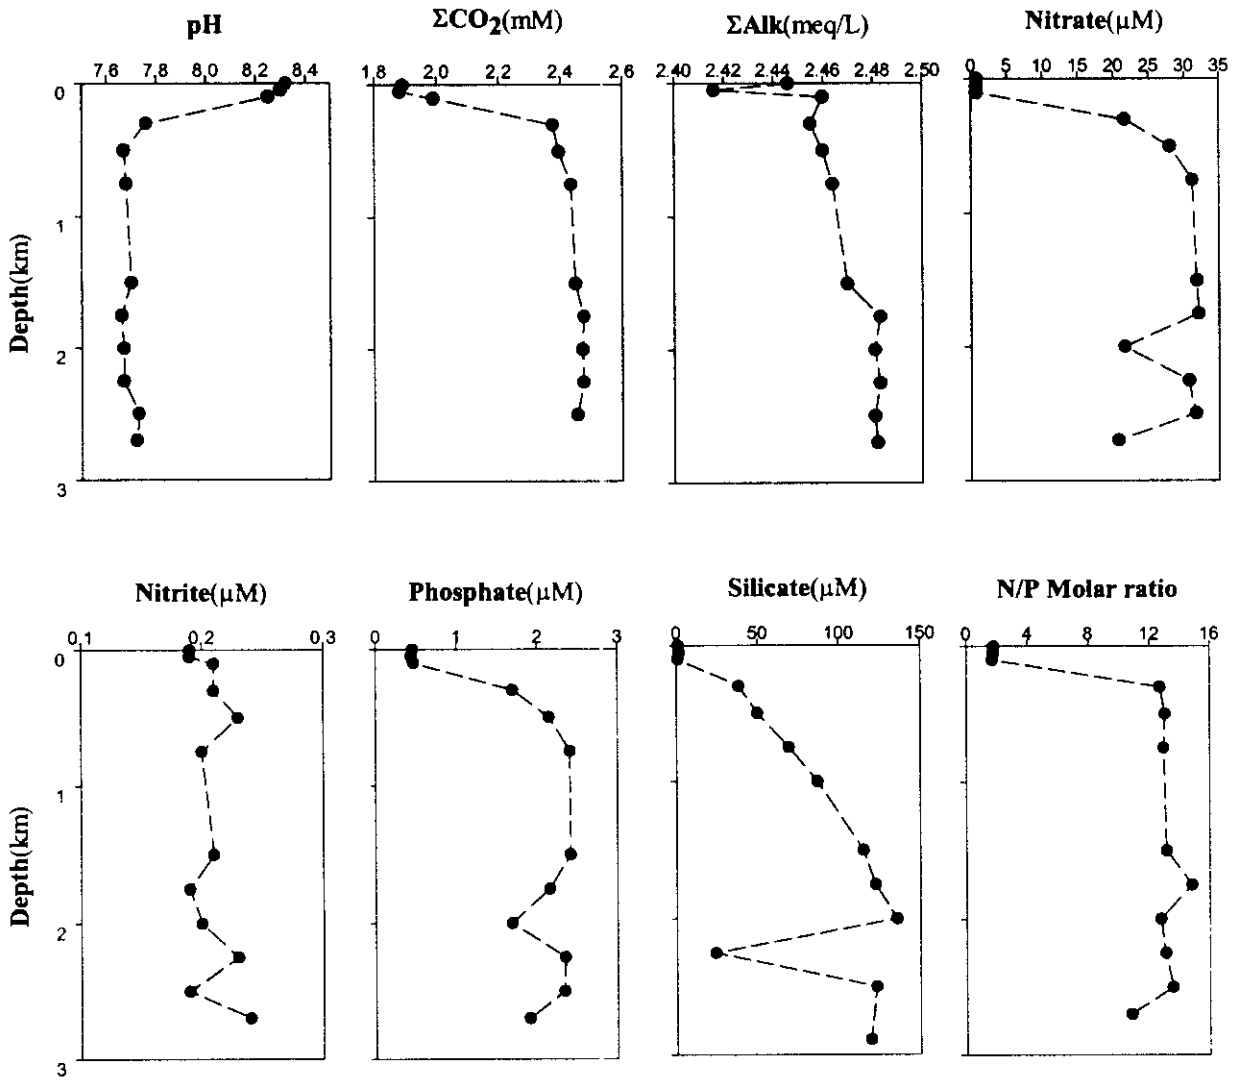 pH
ΣCO2(mM)
ΣAlk(meq/L)
Nitrate(μM)
7.6 7.8 8.0 8.2 8.4
1.8 2.0 2.2 2.4 2.6
2.40 2.42 2.44 2.46 2.48 2.50
0 5 10 15 20 25 30 35
0
1
2
3
Depth(km)
Nitrite(μM)
Phosphate(μM)
Silicate(μM)
N/P Molar ratio
0.1 0.2 0.3
0 1 2 3
0 50 100 150
0 4 8 12 16
0
1
2
3
Depth(km)